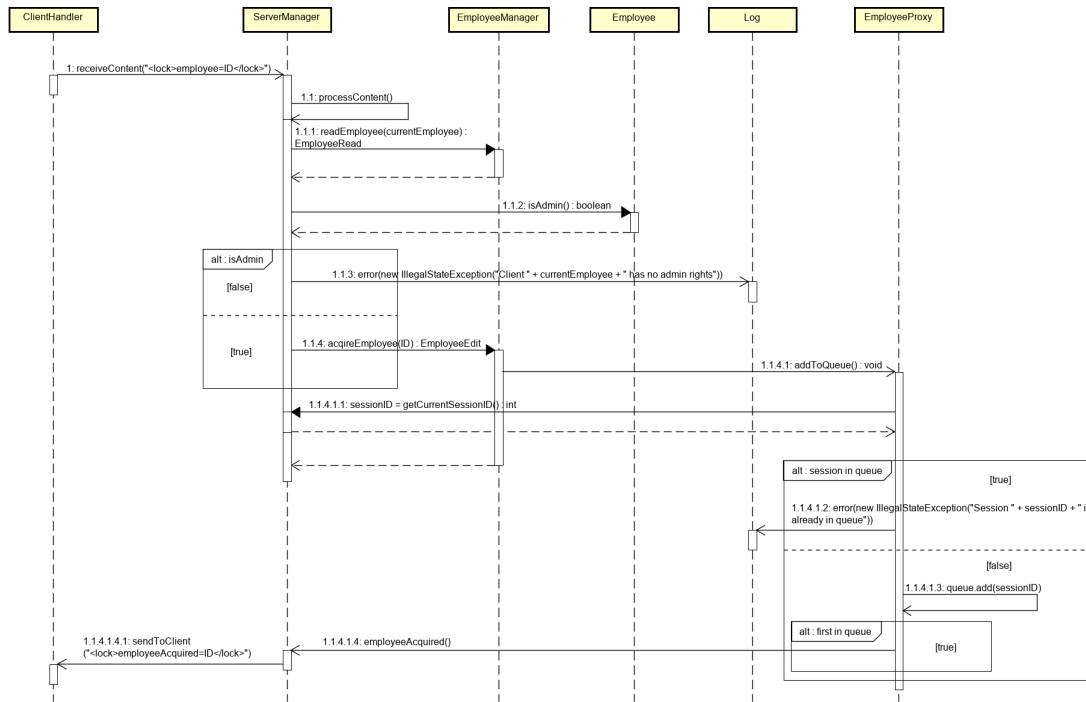 ClientHandler
ServerManager
EmployeeManager
Employee
Log
EmployeeProxy
1: receiveContent("<lock>employee=ID</lock>")
1.1: processContent()
1.1.1: readEmployee(currentEmployee) :
EmployeeRead
1.1.2: isAdmin() : boolean
alt : isAdmin
1.1.3: error(new IllegalStateException("Client " + currentEmployee + " has no admin rights"))
[false]
1.1.4: acqireEmployee(ID) : EmployeeEdit
[true]
1.1.4.1: addToQueue() : void
1.1.4.1.1: sessionID = getCurrentSessionID() : int
alt : session in queue
[true]
1.1.4.1.2: error(new IllegalStateException("Session " + sessionID + " i
already in queue"))
[false]
1.1.4.1.3: queue.add(sessionID)
alt : first in queue
[true]
1.1.4.1.4: employeeAcquired()
1.1.4.1.4.1: sendToClient
("<lock>employeeAcquired=ID</lock>")